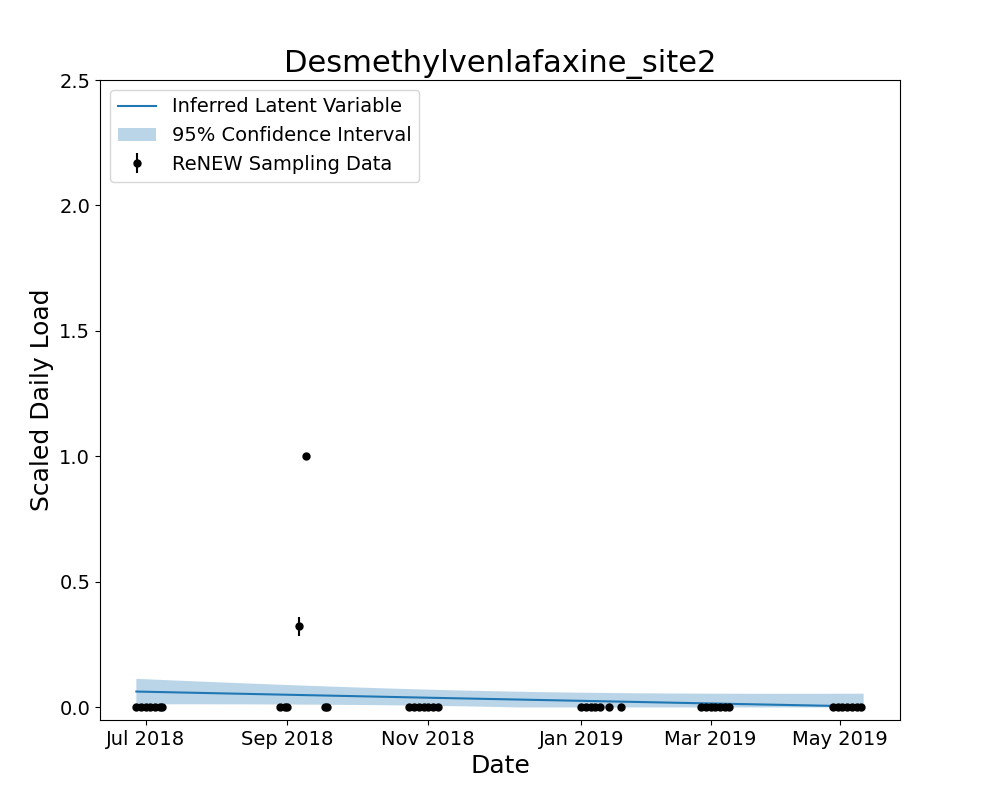 Desmethylvenlafaxine_site2
2.5
2.0
1.5
1.0
0.5
0.0
Scaled Daily Load
Inferred Latent Variable
95% Confidence Interval
ReNEW Sampling Data
Jul 2018 Sep 2018 Nov 2018 Jan 2019 Mar 2019 May 2019
Date